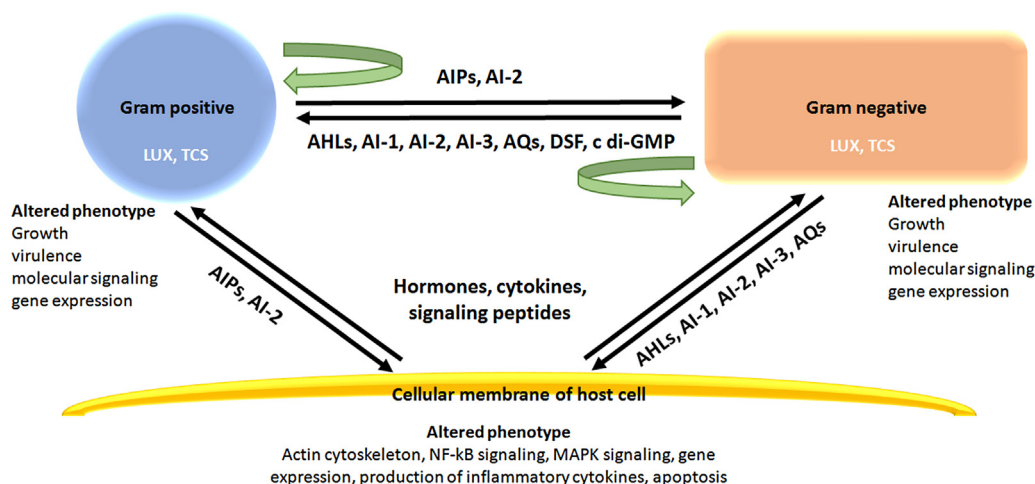 AIPs, AI-2
Gram positive
Gram negative
AHLs, AI-1, AI-2, AI-3, AQs, DSF, c di-GMP
LUX, TCS
LUX, TCS
Altered phenotype
Growth
virulence
molecular signaling
gene expression
Altered phenotype
Growth
virulence
molecular signaling
gene expression
AIPs, AI-2
Hormones, cytokines,
signaling peptides
AHLs, AI-1, AI-2, AI-3, AQs
Cellular membrane of host cell
Altered phenotype
Actin cytoskeleton, NF-kB signaling, MAPK signaling, gene
expression, production of inflammatory cytokines, apoptosis